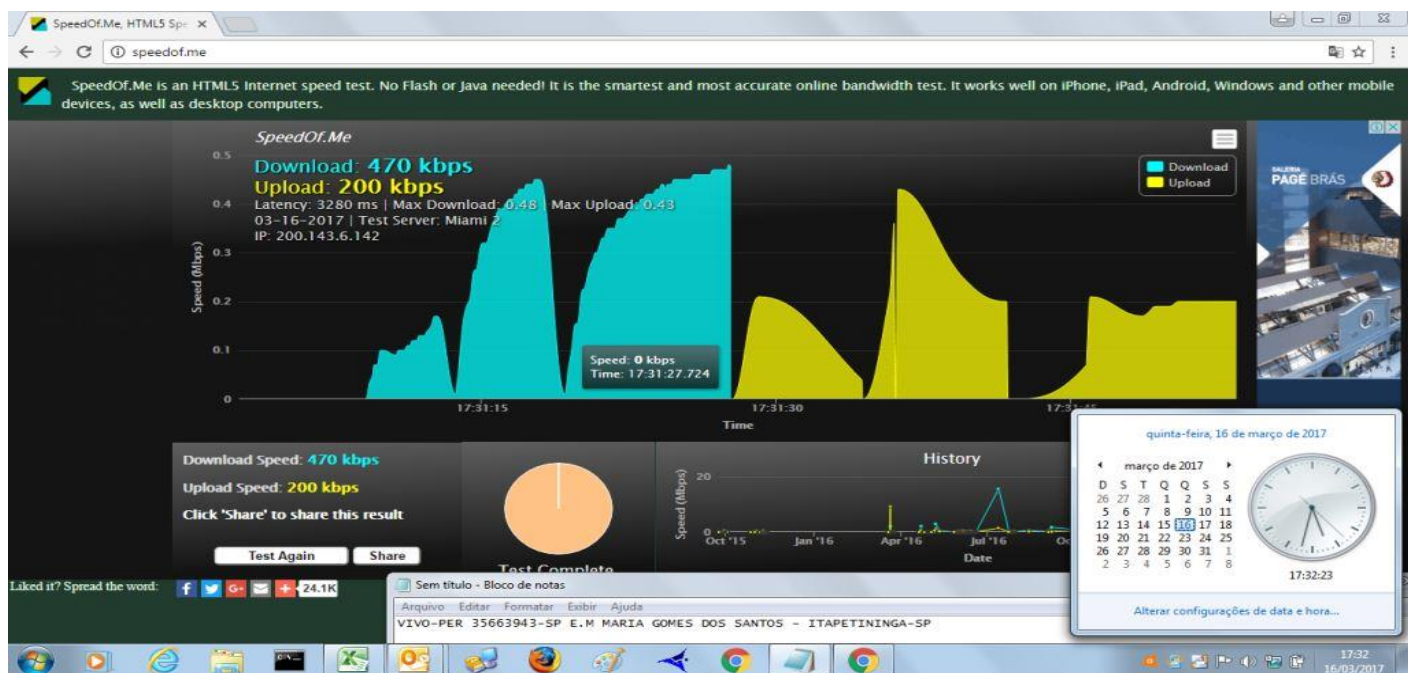 SpeedOf.Me, HTML5 Spe
speedof.me
SpeedOf.Me is an HTML5 Internet speed test. No Flash or Java needed! It is the smartest and most accurate online bandwidth test. It works well on iPhone, iPad, Android, Windows and other mobile
devices, as well as desktop computers.
SpeedOf.Me
Download: 470 kbps
Upload: 200 kbps
Latency: 3280 ms | Max Download: 0.48 | Max Upload: 0.43
03-16-2017 | Test Server: Miami 2
IP: 200.143.6.142
Download
Upload
0.5
0.4
0.3
0.2
0.1
0
Speed (Mbps)
Speed: 0 kbps
Time: 17:31:27.724
17:31:15
17:31:30
17:31:45
Time
GALERIA
PAGÉ BRÁS
Download Speed: 470 kbps
Upload Speed: 200 kbps
Click 'Share' to share this result
Test Again
Share
Test Complete
History
Speed (Mbps)
20
0
Oct '15
Jan '16
Apr '16
Jul '16
Oc
Date
quinta-feira, 16 de março de 2017
março de 2017
D S T Q Q S S
26 27 28 1 2 3 4
5 6 7 8 9 10 11
12 13 14 15 16 17 18
19 20 21 22 23 24 25
26 27 28 29 30 31 1
2 3 4 5 6 7 8
17:32:23
Alterar configurações de data e hora...
Liked it? Spread the word:
24.1K
Sem título - Bloco de notas
Arquivo Editar Formatar Exibir Ajuda
VIVO-PER 35663943-SP E.M MARIA GOMES DOS SANTOS - ITAPETININGA-SP
17:32
16/03/2017